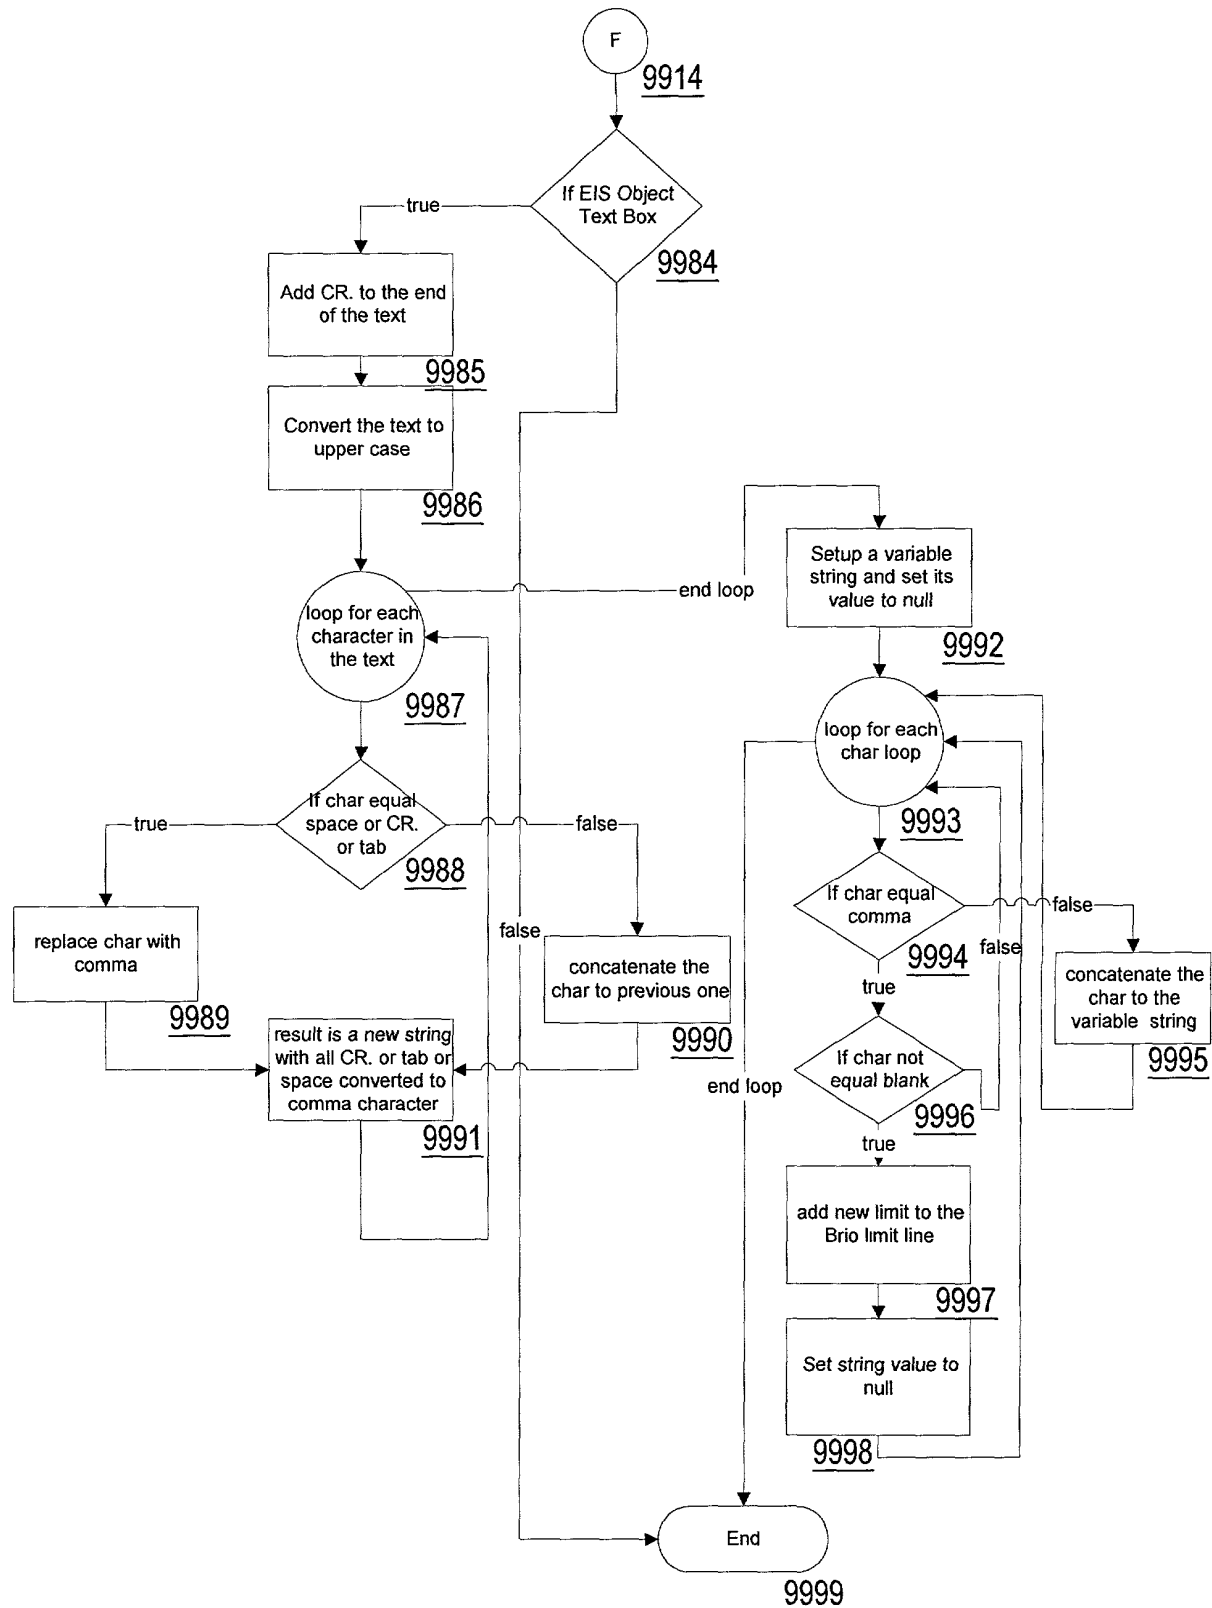 F
9914
If EIS Object
Text Box
9984
true
Add CR. to the end
of the text
9985
Convert the text to
upper case
9986
loop for each
character in
the text
9987
end loop
If char equal
space or CR.
or tab
9988
true
false
replace char with
comma
9989
false
concatenate the
char to previous one
9990
result is a new string
with all CR. or tab or
space converted to
comma character
9991
Setup a variable
string and set its
value to null
9992
loop for each
char loop
9993
If char equal
comma
9994
false
false
true
concatenate the
char to the
variable string
9995
If char not
equal blank
9996
end loop
true
add new limit to the
Brio limit line
9997
Set string value to
null
9998
End
9999